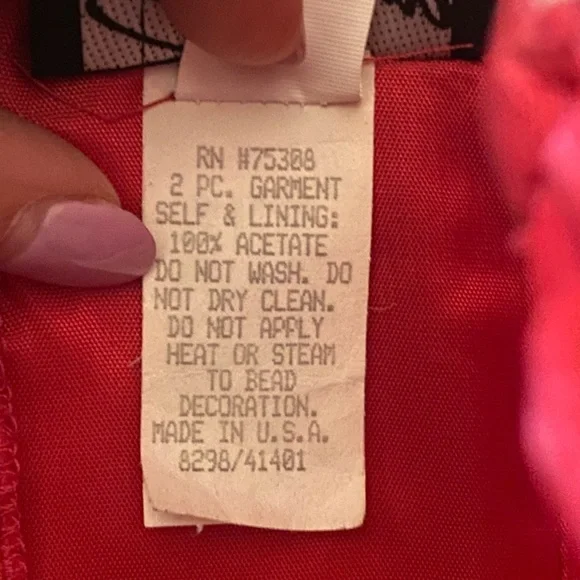 RN #75308
2 PC. GARMENT
SELF & LINING:
100% ACETATE
DO NOT WASH. DO
NOT DRY CLEAN.
DO NOT APPLY
HEAT OR STEAM
TO BEAD
DECORATION.
MADE IN U.S.A.
8298/41401